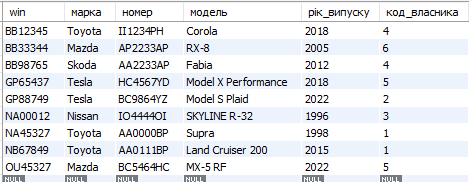 win марка номер модель рік_випуску код_власника
BB12345 Toyota II1234PH Corola 2018 4
BB33344 Mazda AP2233AP RX-8 2005 6
BB98765 Skoda AA2233AP Fabia 2012 4
GP65437 Tesla HC4567YD Model X Performance 2018 5
GP88749 Tesla BC9864YZ Model S Plaid 2022 2
NA00012 Nissan IO4444OI SKYLINE R-32 1996 3
NA45327 Toyota AA0000BP Supra 1998 1
NB67849 Toyota AA0111BP Land Cruiser 200 2015 1
OU45327 Mazda BC5464HC MX-5 RF 2022 5
NULL NULL NULL NULL NULL NULL